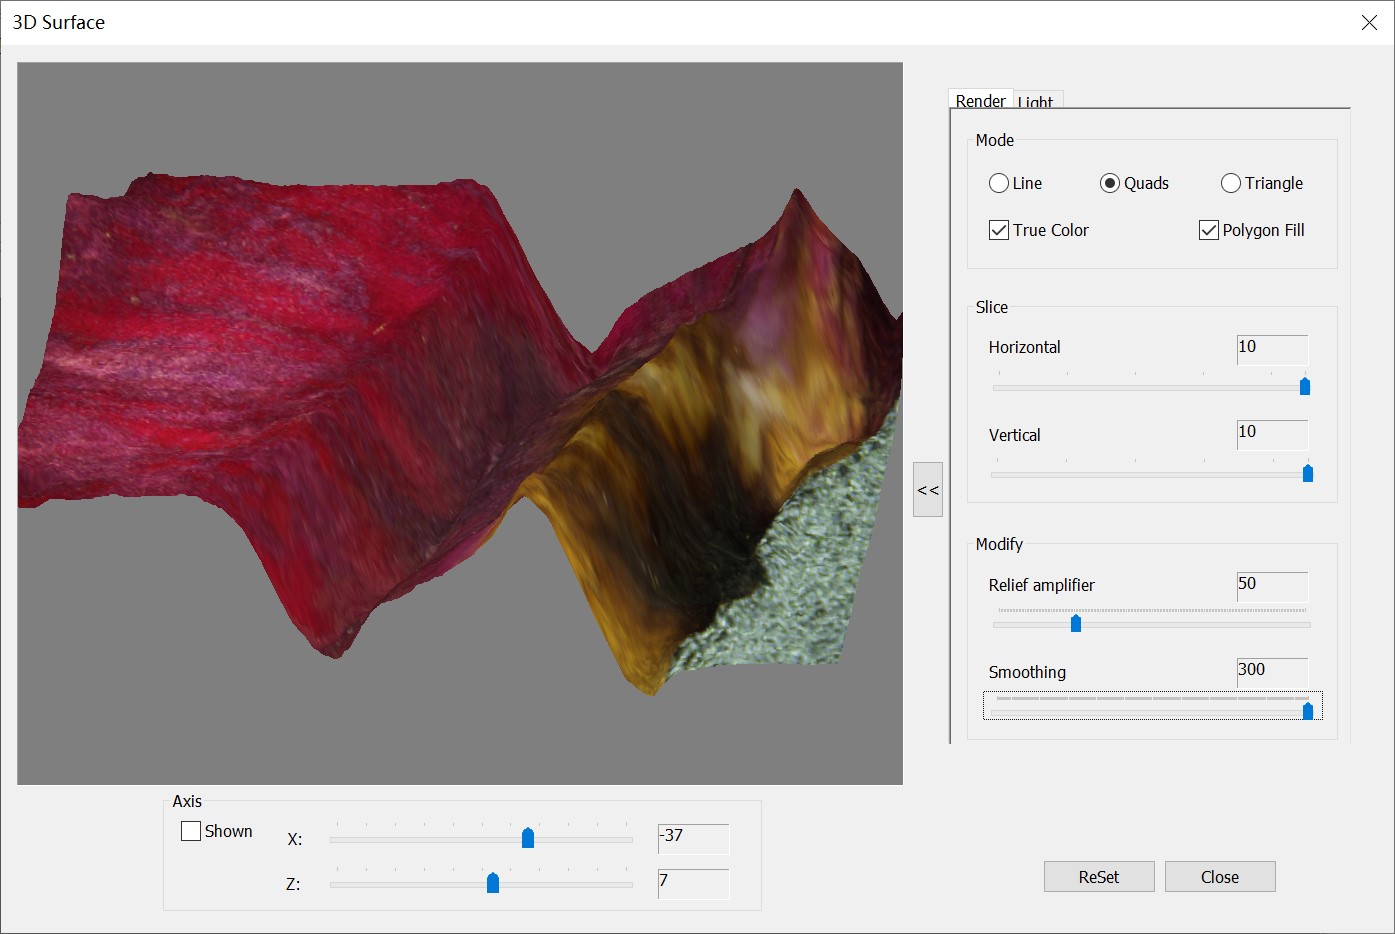 3D Surface
Render Light
Mode
Line Quads Triangle
True Color Polygon Fill
Slice
Horizontal 10
Vertical 10
<<
Modify
Relief amplifier 50
Smoothing 300
Axis
Shown X: -37
Z: 7
ReSet Close